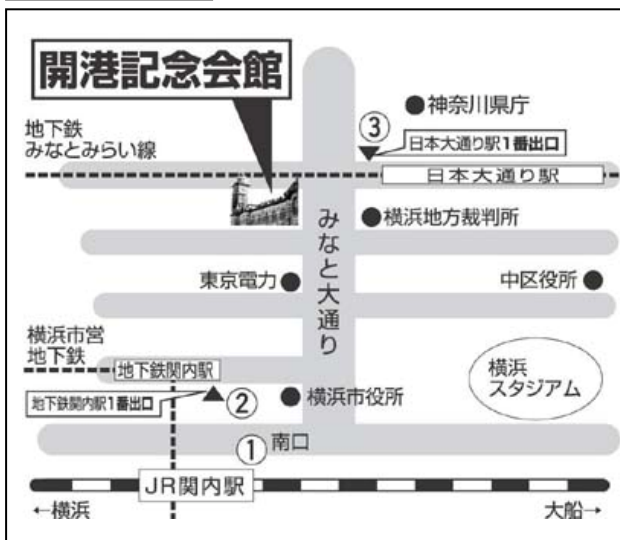 開港記念会館
●神奈川県庁
③
地下鉄
みなとみらい線
日本大通り駅1番出口
日本大通り駅
●横浜地方裁判所
みなと大通り
東京電力●
中区役所●
横浜市営
地下鉄
地下鉄関内駅
横浜
スタジアム
地下鉄関内駅1番出口
②
●横浜市役所
①
南口
JR関内駅
←横浜
大船→